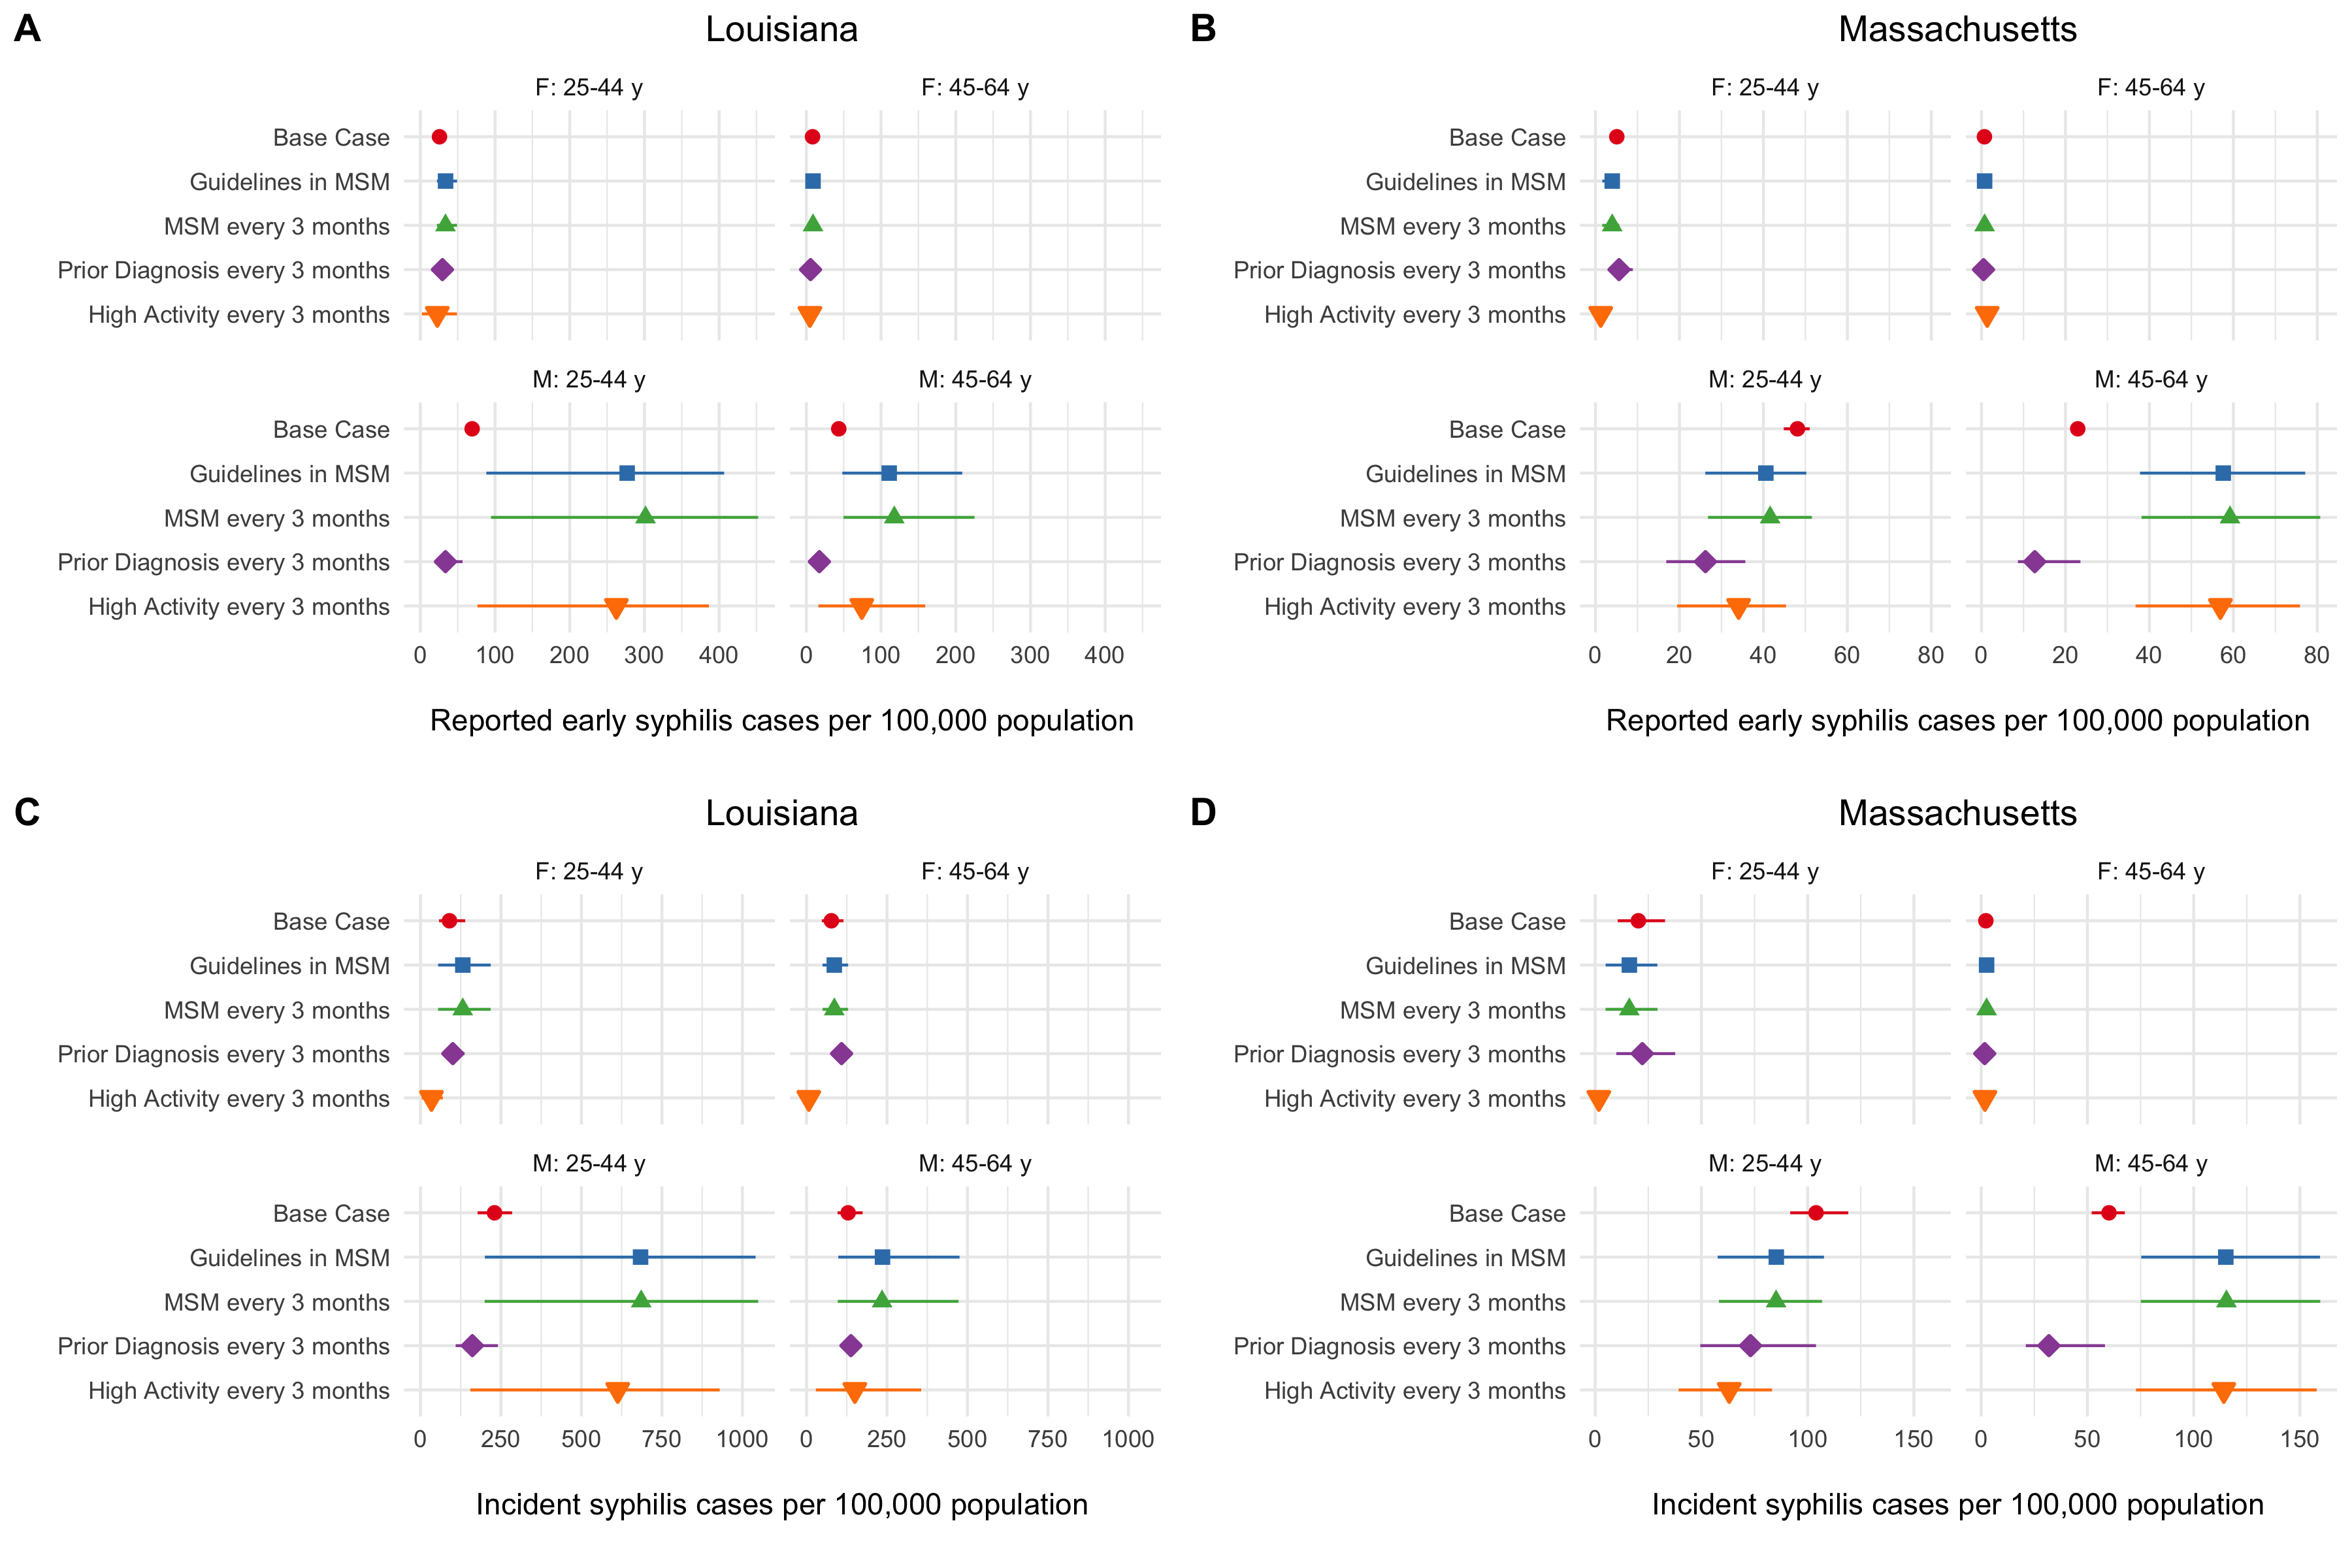 A
Louisiana
F: 25-44 y
F: 45-64 y
Base Case
Guidelines in MSM
MSM every 3 months
Prior Diagnosis every 3 months
High Activity every 3 months
M: 25-44 y
M: 45-64 y
Base Case
Guidelines in MSM
MSM every 3 months
Prior Diagnosis every 3 months
High Activity every 3 months
0 100 200 300 400
0 100 200 300 400
Reported early syphilis cases per 100,000 population
B
Massachusetts
F: 25-44 y
F: 45-64 y
Base Case
Guidelines in MSM
MSM every 3 months
Prior Diagnosis every 3 months
High Activity every 3 months
M: 25-44 y
M: 45-64 y
Base Case
Guidelines in MSM
MSM every 3 months
Prior Diagnosis every 3 months
High Activity every 3 months
0 20 40 60 80
0 20 40 60 80
Reported early syphilis cases per 100,000 population
C
Louisiana
F: 25-44 y
F: 45-64 y
Base Case
Guidelines in MSM
MSM every 3 months
Prior Diagnosis every 3 months
High Activity every 3 months
M: 25-44 y
M: 45-64 y
Base Case
Guidelines in MSM
MSM every 3 months
Prior Diagnosis every 3 months
High Activity every 3 months
0 250 500 750 1000
0 250 500 750 1000
Incident syphilis cases per 100,000 population
D
Massachusetts
F: 25-44 y
F: 45-64 y
Base Case
Guidelines in MSM
MSM every 3 months
Prior Diagnosis every 3 months
High Activity every 3 months
M: 25-44 y
M: 45-64 y
Base Case
Guidelines in MSM
MSM every 3 months
Prior Diagnosis every 3 months
High Activity every 3 months
0 50 100 150
0 50 100 150
Incident syphilis cases per 100,000 population